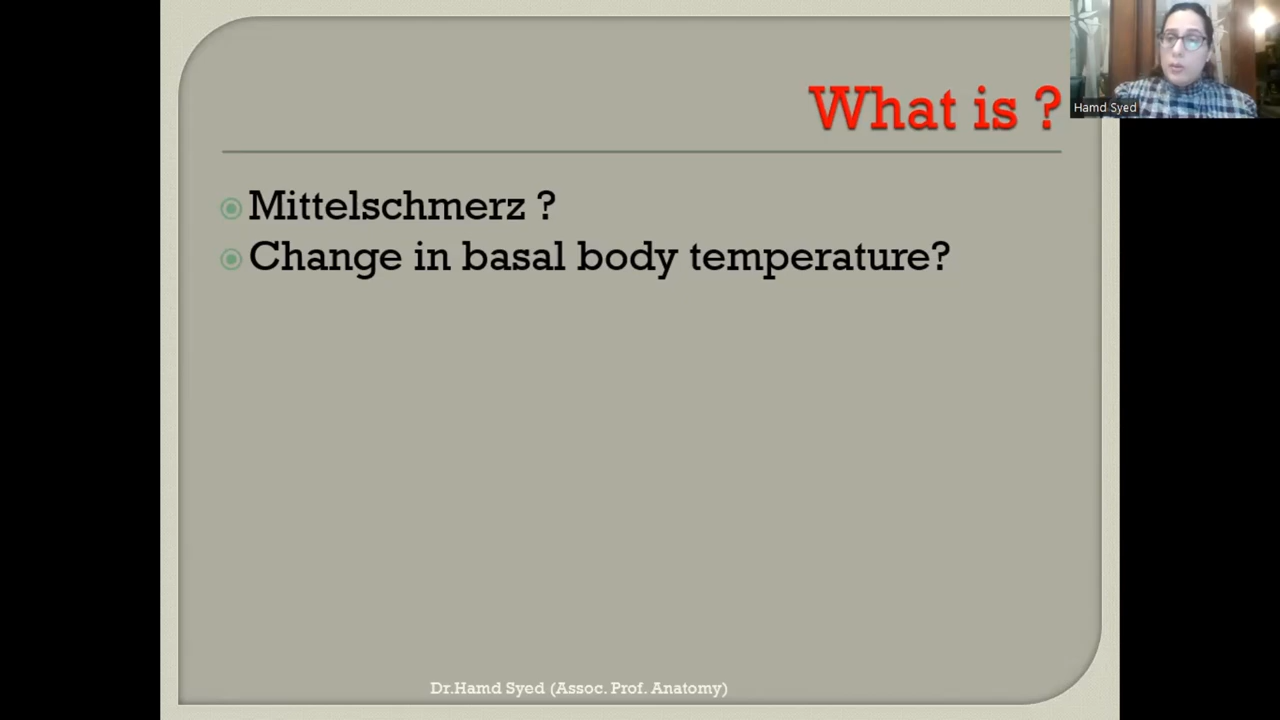 What is ?
Hamd Syed
Mittelschmerz ?
Change in basal body temperature?
Dr.Hamd Syed (Assoc. Prof. Anatomy)